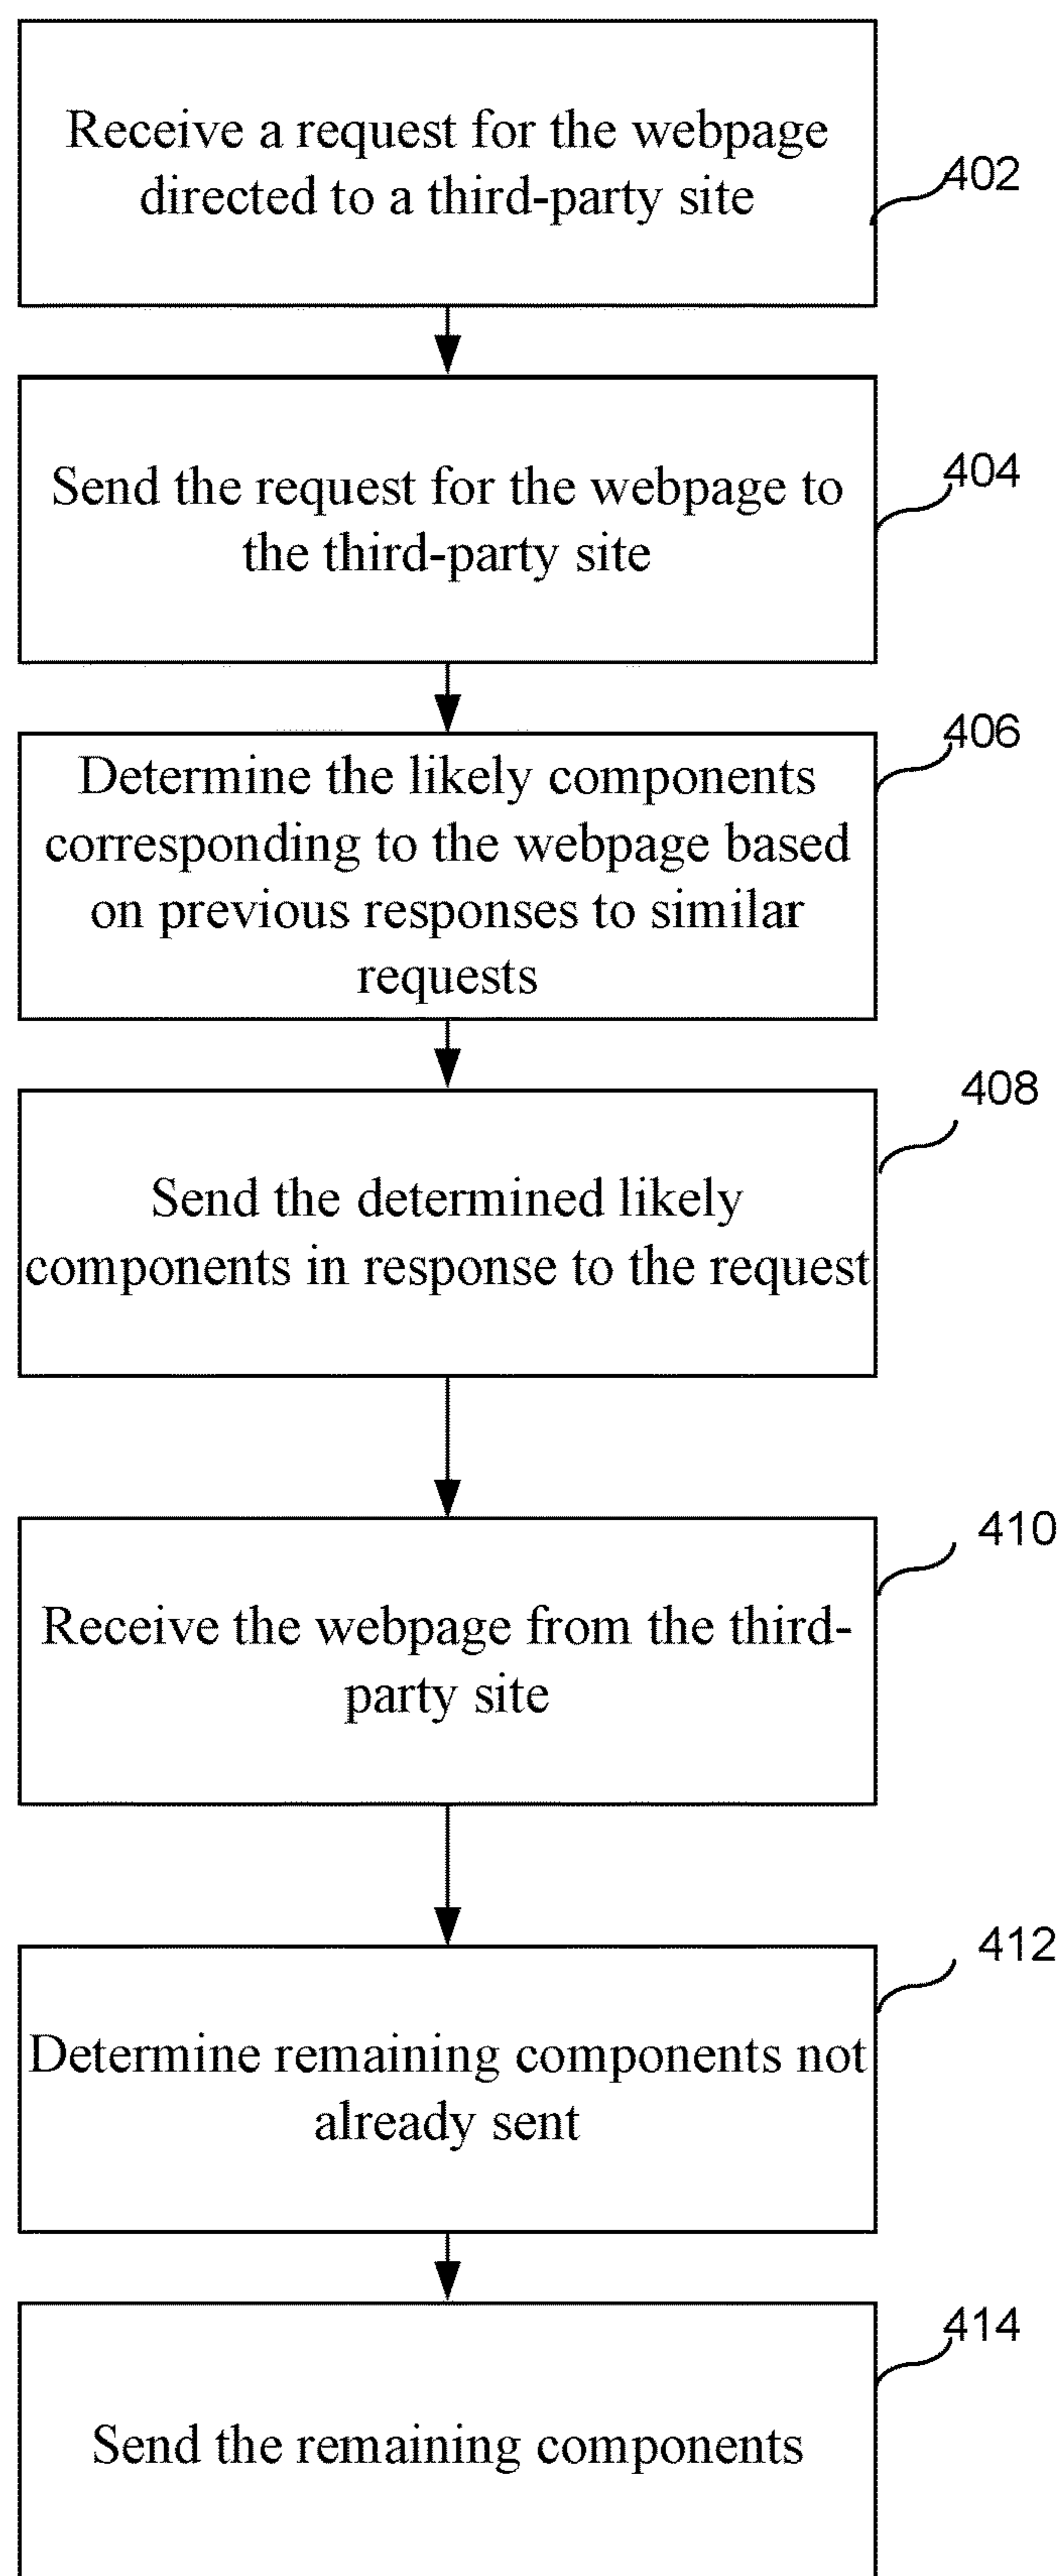 Receive a request for the webpage
directed to a third-party site
402
Send the request for the webpage to
the third-party site
404
Determine the likely components
corresponding to the webpage based
on previous responses to similar
requests
406
Send the determined likely
components in response to the request
408
Receive the webpage from the third-
party site
410
Determine remaining components not
already sent
412
Send the remaining components
414